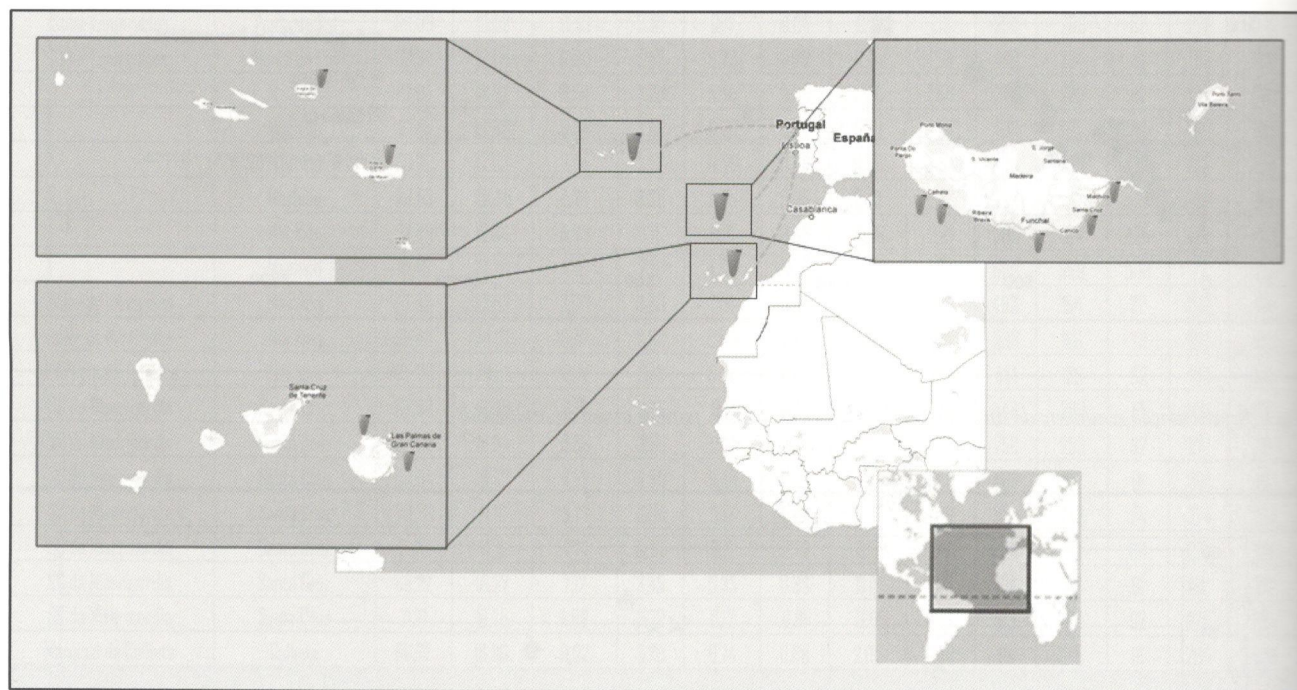 Portugal
Lisboa
España
Casablanca
Porto Santo
Vila Baleira
Porto Moniz
Ponta Do
Pargo
S. Vicente
S. Jorge
Santana
Madeira
Calheta
Ribeira
Brava
Funchal
Machico
Santa Cruz
Caniço
Santa Cruz
de Tenerife
Las Palmas de
Gran Canaria